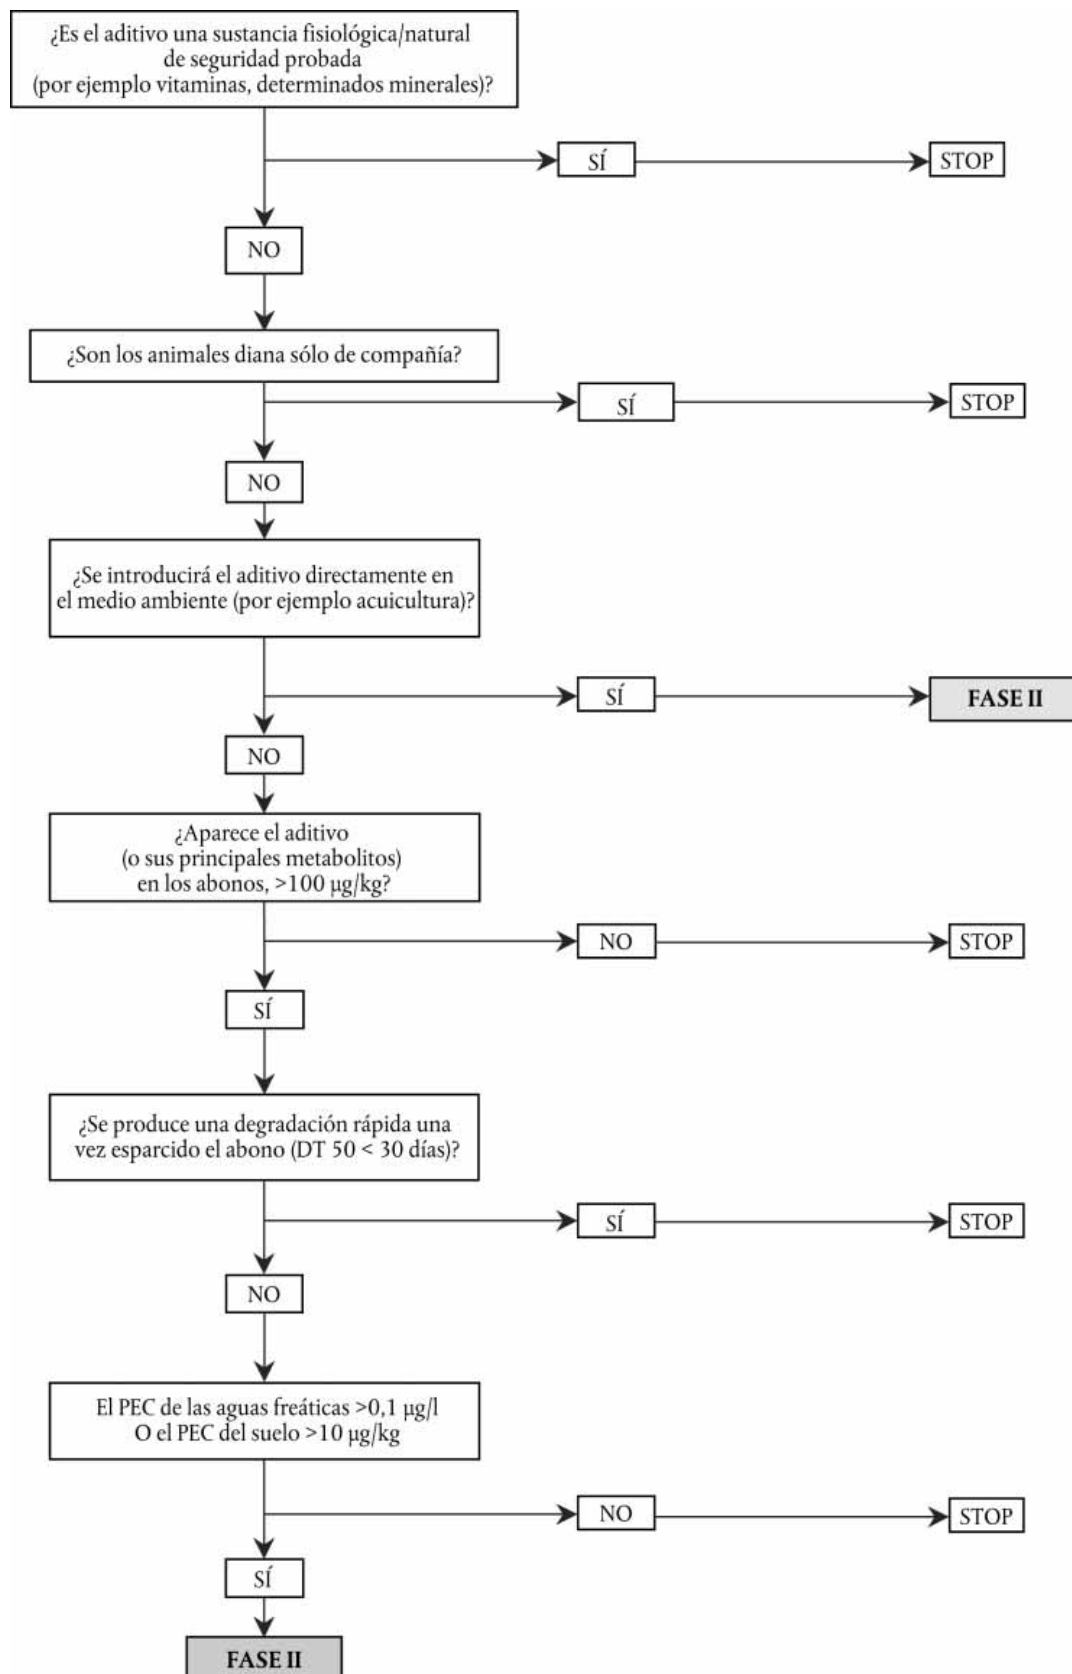 ¿Es el aditivo una sustancia fisiológica/natural
de seguridad probada
(por ejemplo vitaminas, determinados minerales)?
SÍ
STOP
NO
¿Son los animales diana sólo de compañía?
SÍ
STOP
NO
¿Se introducirá el aditivo directamente en
el medio ambiente (por ejemplo acuicultura)?
SÍ
FASE II
NO
¿Aparece el aditivo
(o sus principales metabolitos)
en los abonos, >100 µg/kg?
NO
STOP
SÍ
¿Se produce una degradación rápida una
vez esparcido el abono (DT 50 < 30 días)?
SÍ
STOP
NO
El PEC de las aguas freáticas >0,1 µg/l
O el PEC del suelo >10 µg/kg
NO
STOP
SÍ
FASE II